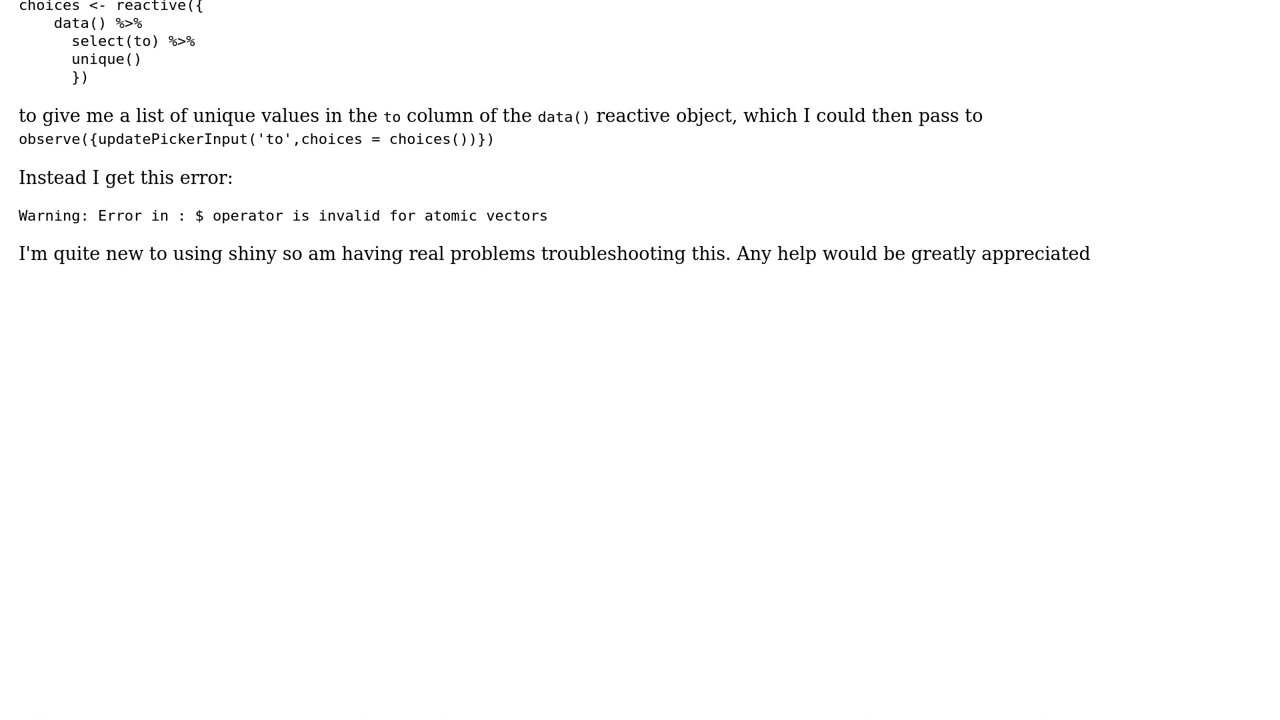 choices <- reactive({
    data() %>%
      select(to) %>%
      unique()
      })
to give me a list of unique values in the to column of the data() reactive object, which I could then pass to
observe({updatePickerInput('to',choices = choices())})
Instead I get this error:
Warning: Error in : $ operator is invalid for atomic vectors
I'm quite new to using shiny so am having real problems troubleshooting this. Any help would be greatly appreciated